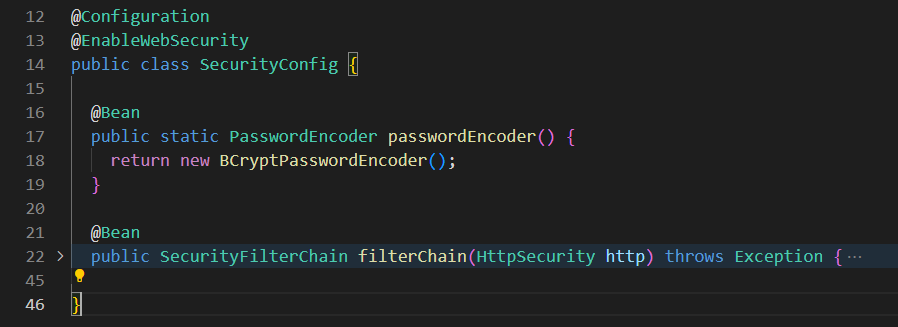 12 @Configuration
13 @EnableWebSecurity
14 public class SecurityConfig {
15
16 @Bean
17 public static PasswordEncoder passwordEncoder() {
18 return new BCryptPasswordEncoder();
19 }
20
21 @Bean
22 public SecurityFilterChain filterChain(HttpSecurity http) throws Exception {···
45
46 }